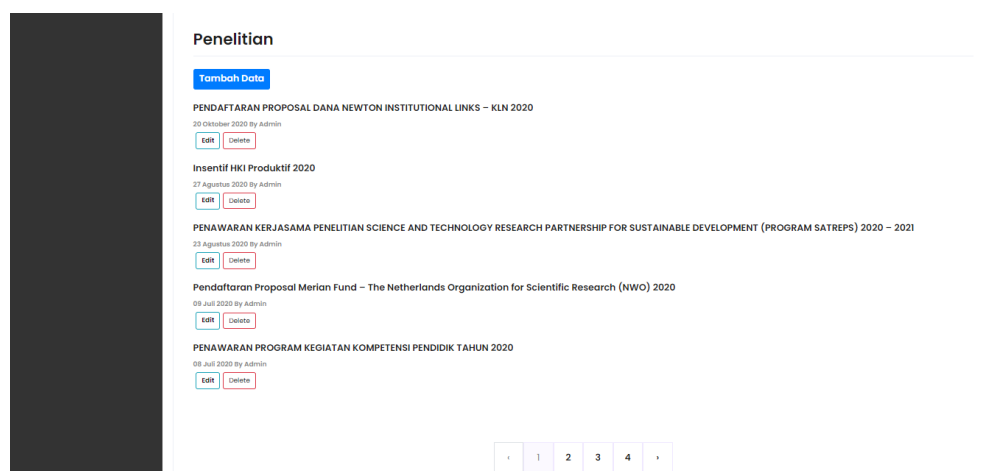 Penelitian
Tambah Data
PENDAFTARAN PROPOSAL DANA NEWTON INSTITUTIONAL LINKS – KLN 2020
20 Oktober 2020 By Admin
Edit Delete
Insentif HKI Produktif 2020
27 Agustus 2020 By Admin
Edit Delete
PENAWARAN KERJASAMA PENELITIAN SCIENCE AND TECHNOLOGY RESEARCH PARTNERSHIP FOR SUSTAINABLE DEVELOPMENT (PROGRAM SATREPS) 2020 – 2021
23 Agustus 2020 By Admin
Edit Delete
Pendaftaran Proposal Merian Fund – The Netherlands Organization for Scientific Research (NWO) 2020
09 Juli 2020 By Admin
Edit Delete
PENAWARAN PROGRAM KEGIATAN KOMPETENSI PENDIDIK TAHUN 2020
08 Juli 2020 By Admin
Edit Delete
‹ 1 2 3 4 ›